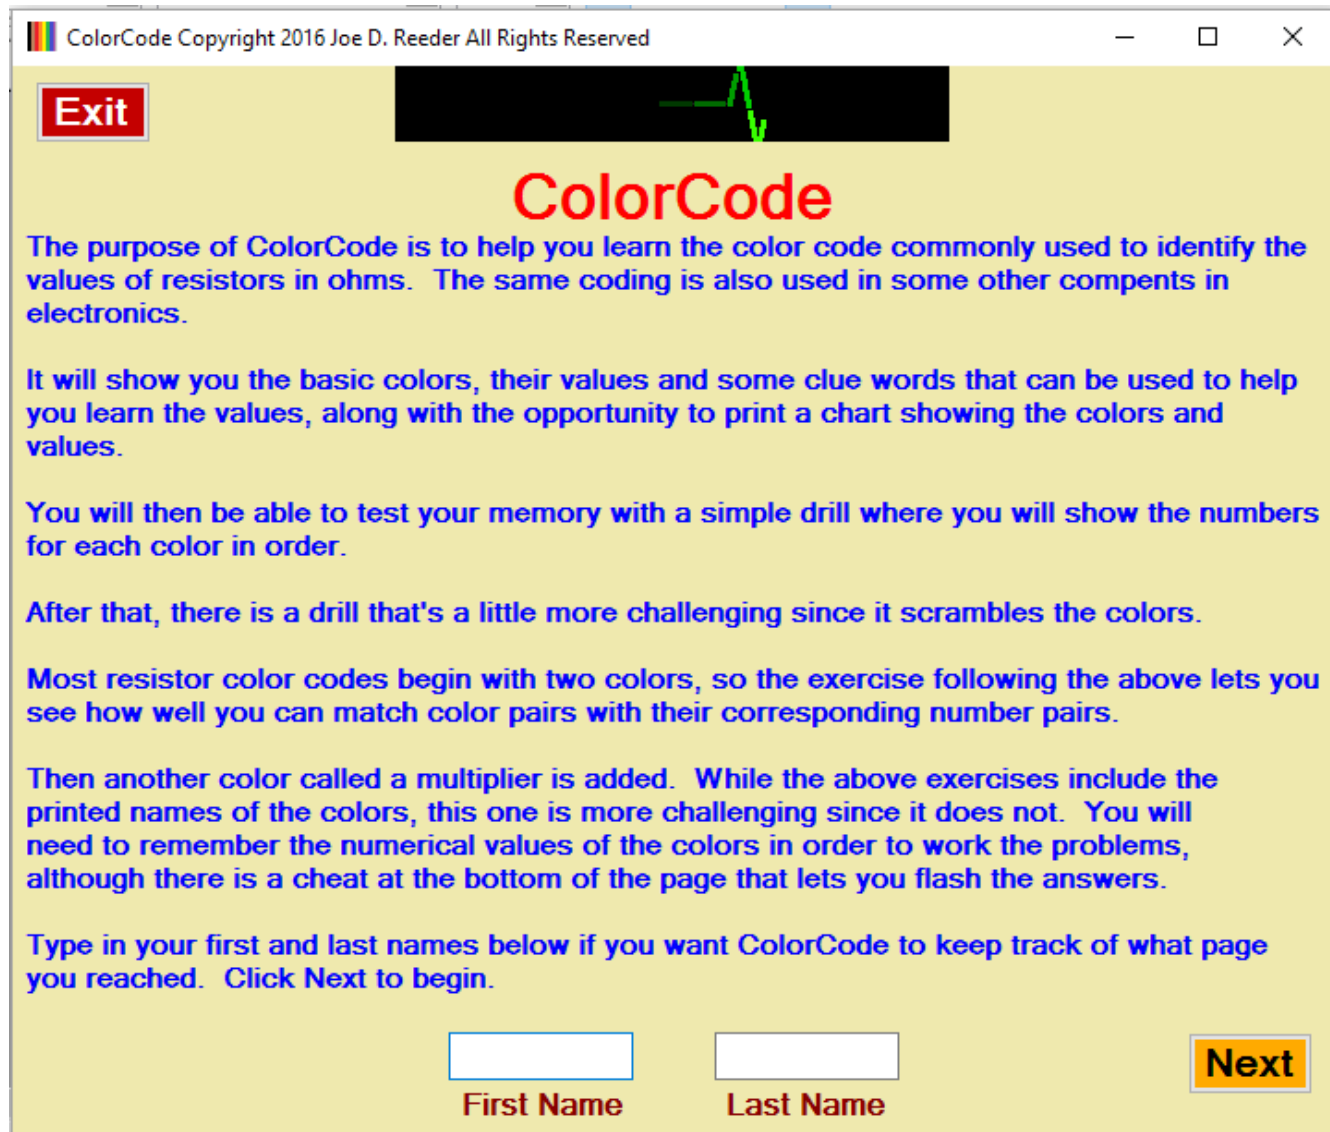 ColorCode Copyright 2016 Joe D. Reeder All Rights Reserved
Exit
ColorCode
The purpose of ColorCode is to help you learn the color code commonly used to identify the
values of resistors in ohms.  The same coding is also used in some other compents in
electronics.
It will show you the basic colors, their values and some clue words that can be used to help
you learn the values, along with the opportunity to print a chart showing the colors and
values.
You will then be able to test your memory with a simple drill where you will show the numbers
for each color in order.
After that, there is a drill that's a little more challenging since it scrambles the colors.
Most resistor color codes begin with two colors, so the exercise following the above lets you
see how well you can match color pairs with their corresponding number pairs.
Then another color called a multiplier is added.  While the above exercises include the
printed names of the colors, this one is more challenging since it does not.  You will
need to remember the numerical values of the colors in order to work the problems,
although there is a cheat at the bottom of the page that lets you flash the answers.
Type in your first and last names below if you want ColorCode to keep track of what page
you reached.  Click Next to begin.
First Name
Last Name
Next